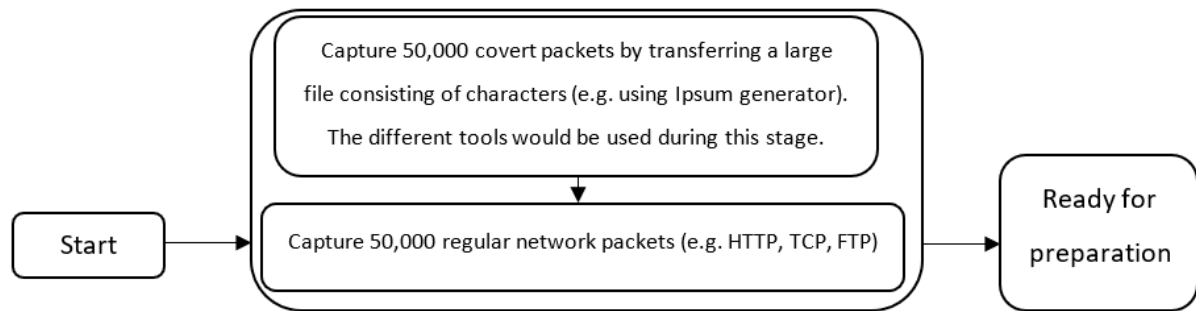 Capture 50,000 covert packets by transferring a large
file consisting of characters (e.g. using Ipsum generator).
The different tools would be used during this stage.
Start
Capture 50,000 regular network packets (e.g. HTTP, TCP, FTP)
Ready for
preparation